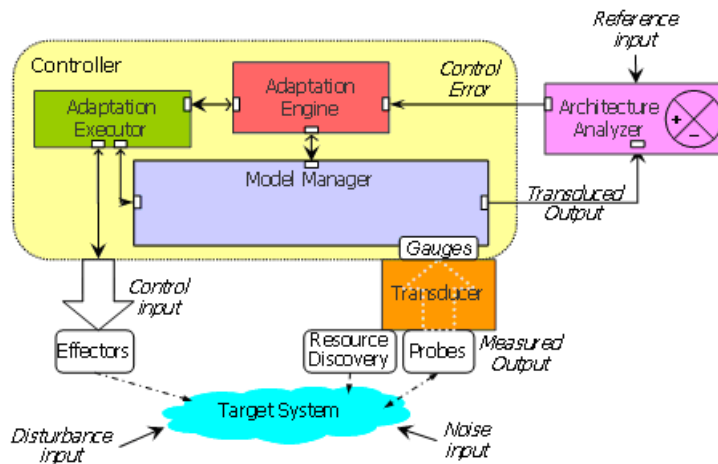 Reference
input
Controller
Adaptation
Engine
Control
Error
Adaptation
Executor
Architecture
Analyzer
+
−
Model Manager
Transduced
Output
Gauges
Control
input
Transducer
Effectors
Resource
Discovery
Probes
Measured
Output
Target System
Disturbance
input
Noise
input